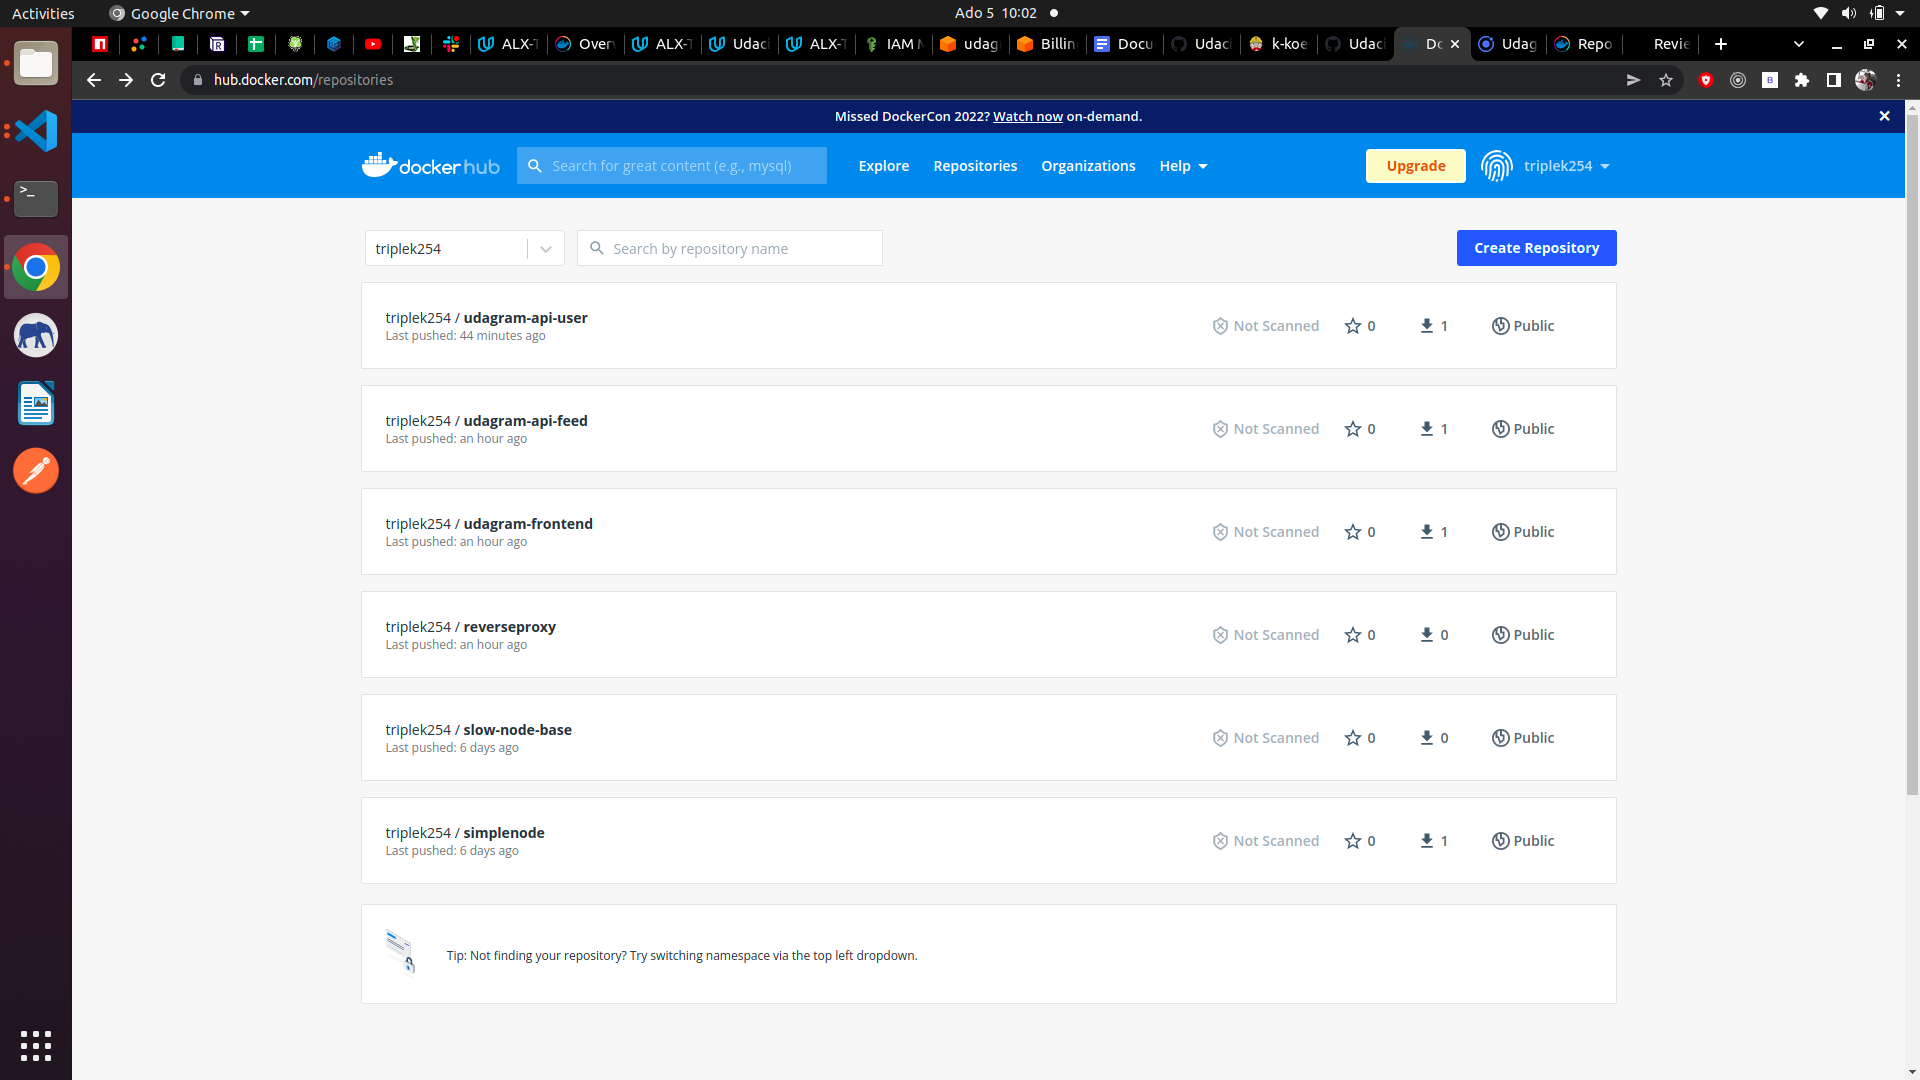 Activities
Google Chrome
Ado 5 10:02
ALX-T
Over
ALX-T
Udaci
ALX-T
IAM M
udag
Billin
Docu
Udaci
k-koe
Udaci
Do
Udag
Repo
Revie
hub.docker.com/repositories
Missed DockerCon 2022? Watch now on-demand.
docker hub
Search for great content (e.g., mysql)
Explore
Repositories
Organizations
Help
Upgrade
triplek254
triplek254
Search by repository name
Create Repository
triplek254 / udagram-api-user
Last pushed: 44 minutes ago
Not Scanned
0
1
Public
triplek254 / udagram-api-feed
Last pushed: an hour ago
Not Scanned
0
1
Public
triplek254 / udagram-frontend
Last pushed: an hour ago
Not Scanned
0
1
Public
triplek254 / reverseproxy
Last pushed: an hour ago
Not Scanned
0
0
Public
triplek254 / slow-node-base
Last pushed: 6 days ago
Not Scanned
0
0
Public
triplek254 / simplenode
Last pushed: 6 days ago
Not Scanned
0
1
Public
Tip: Not finding your repository? Try switching namespace via the top left dropdown.